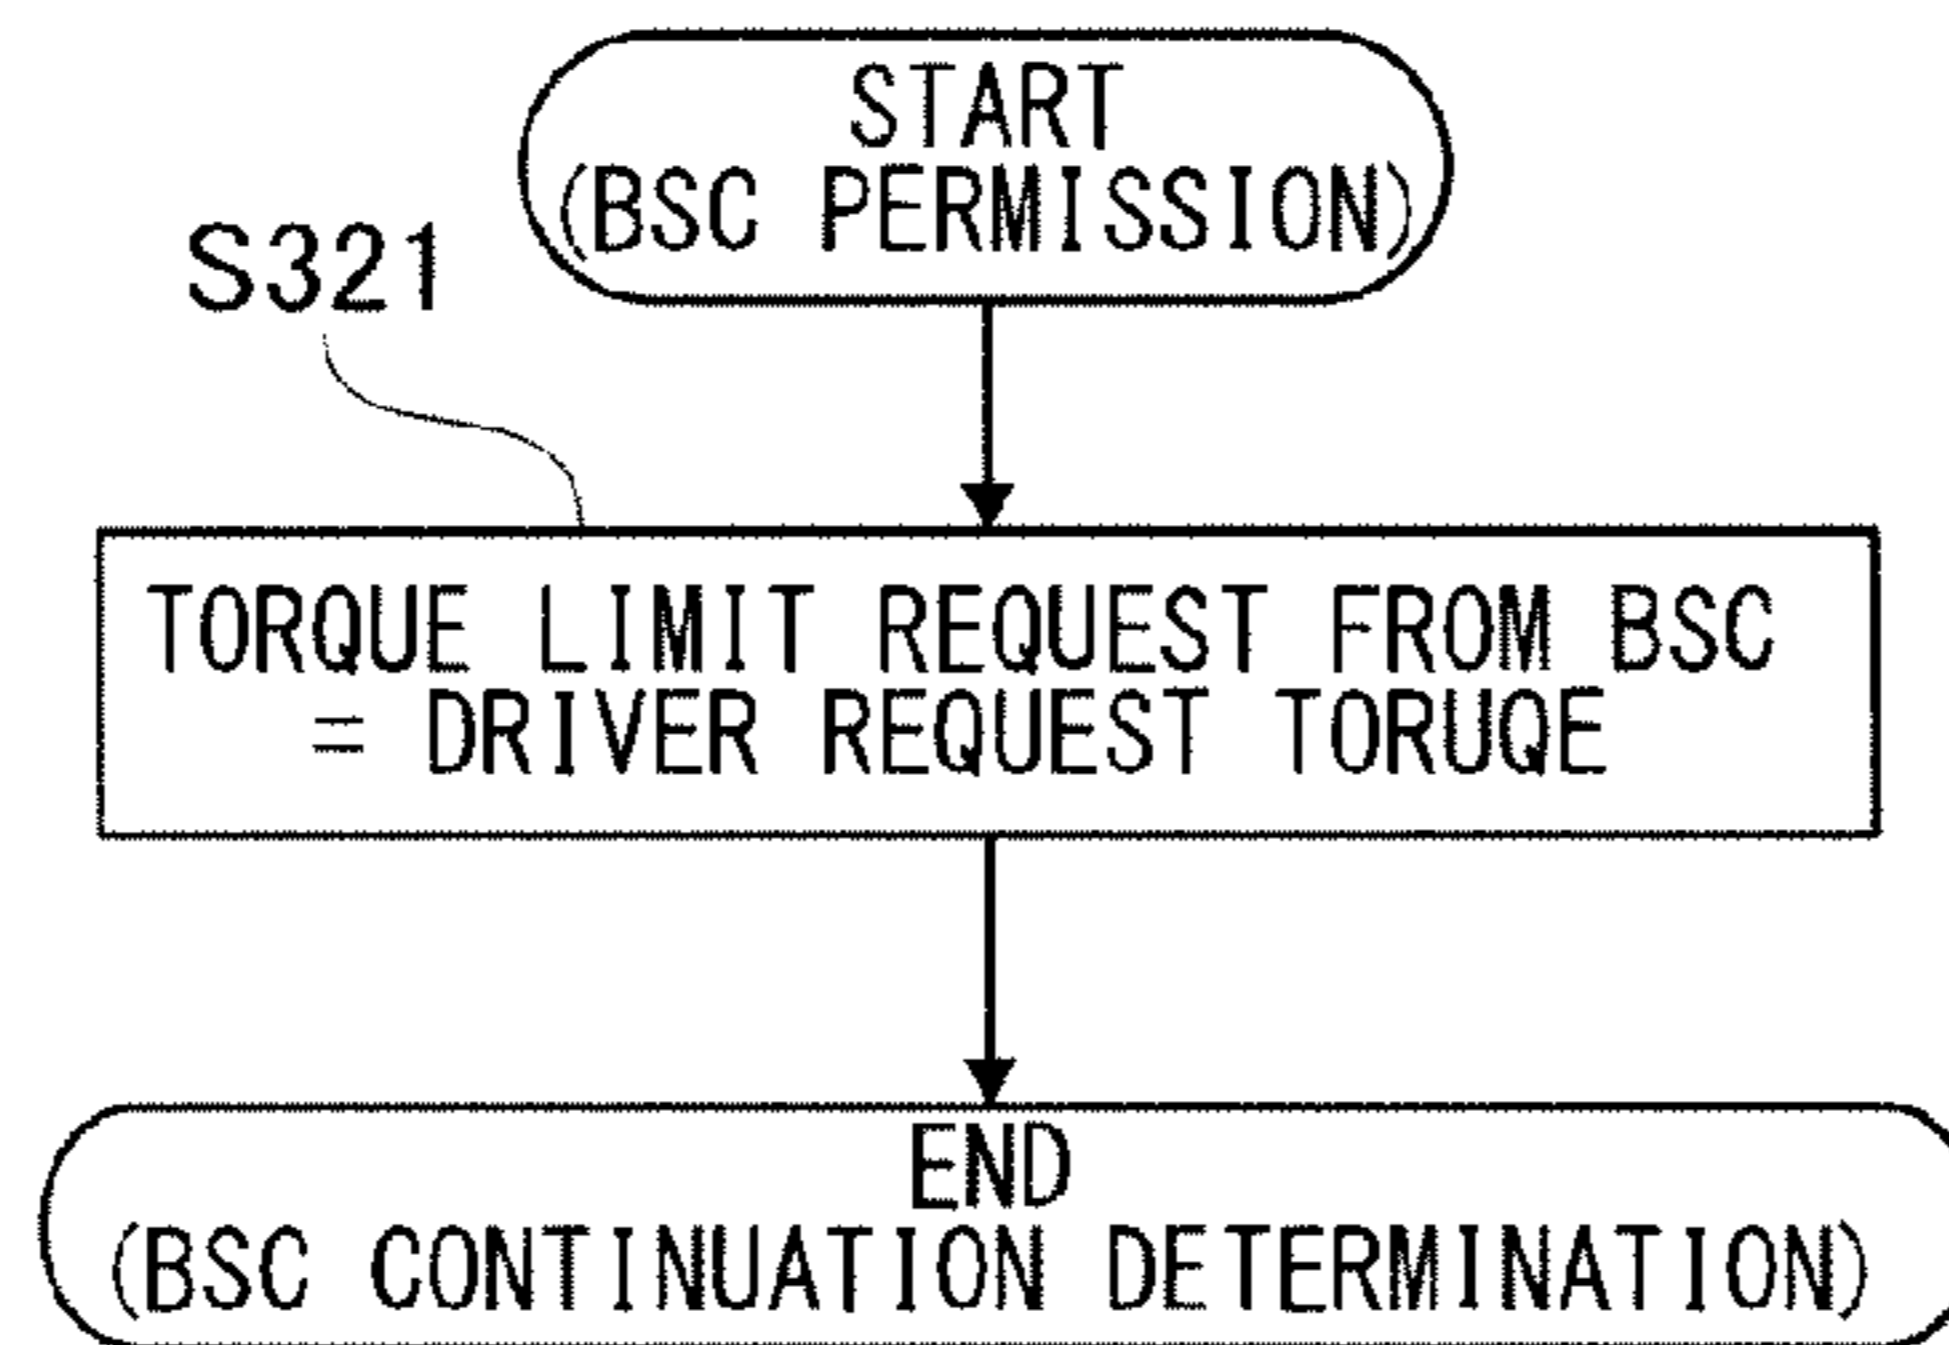 START
(BSC PERMISSION)
S321
TORQUE LIMIT REQUEST FROM BSC
= DRIVER REQUEST TORUQE
END
(BSC CONTINUATION DETERMINATION)